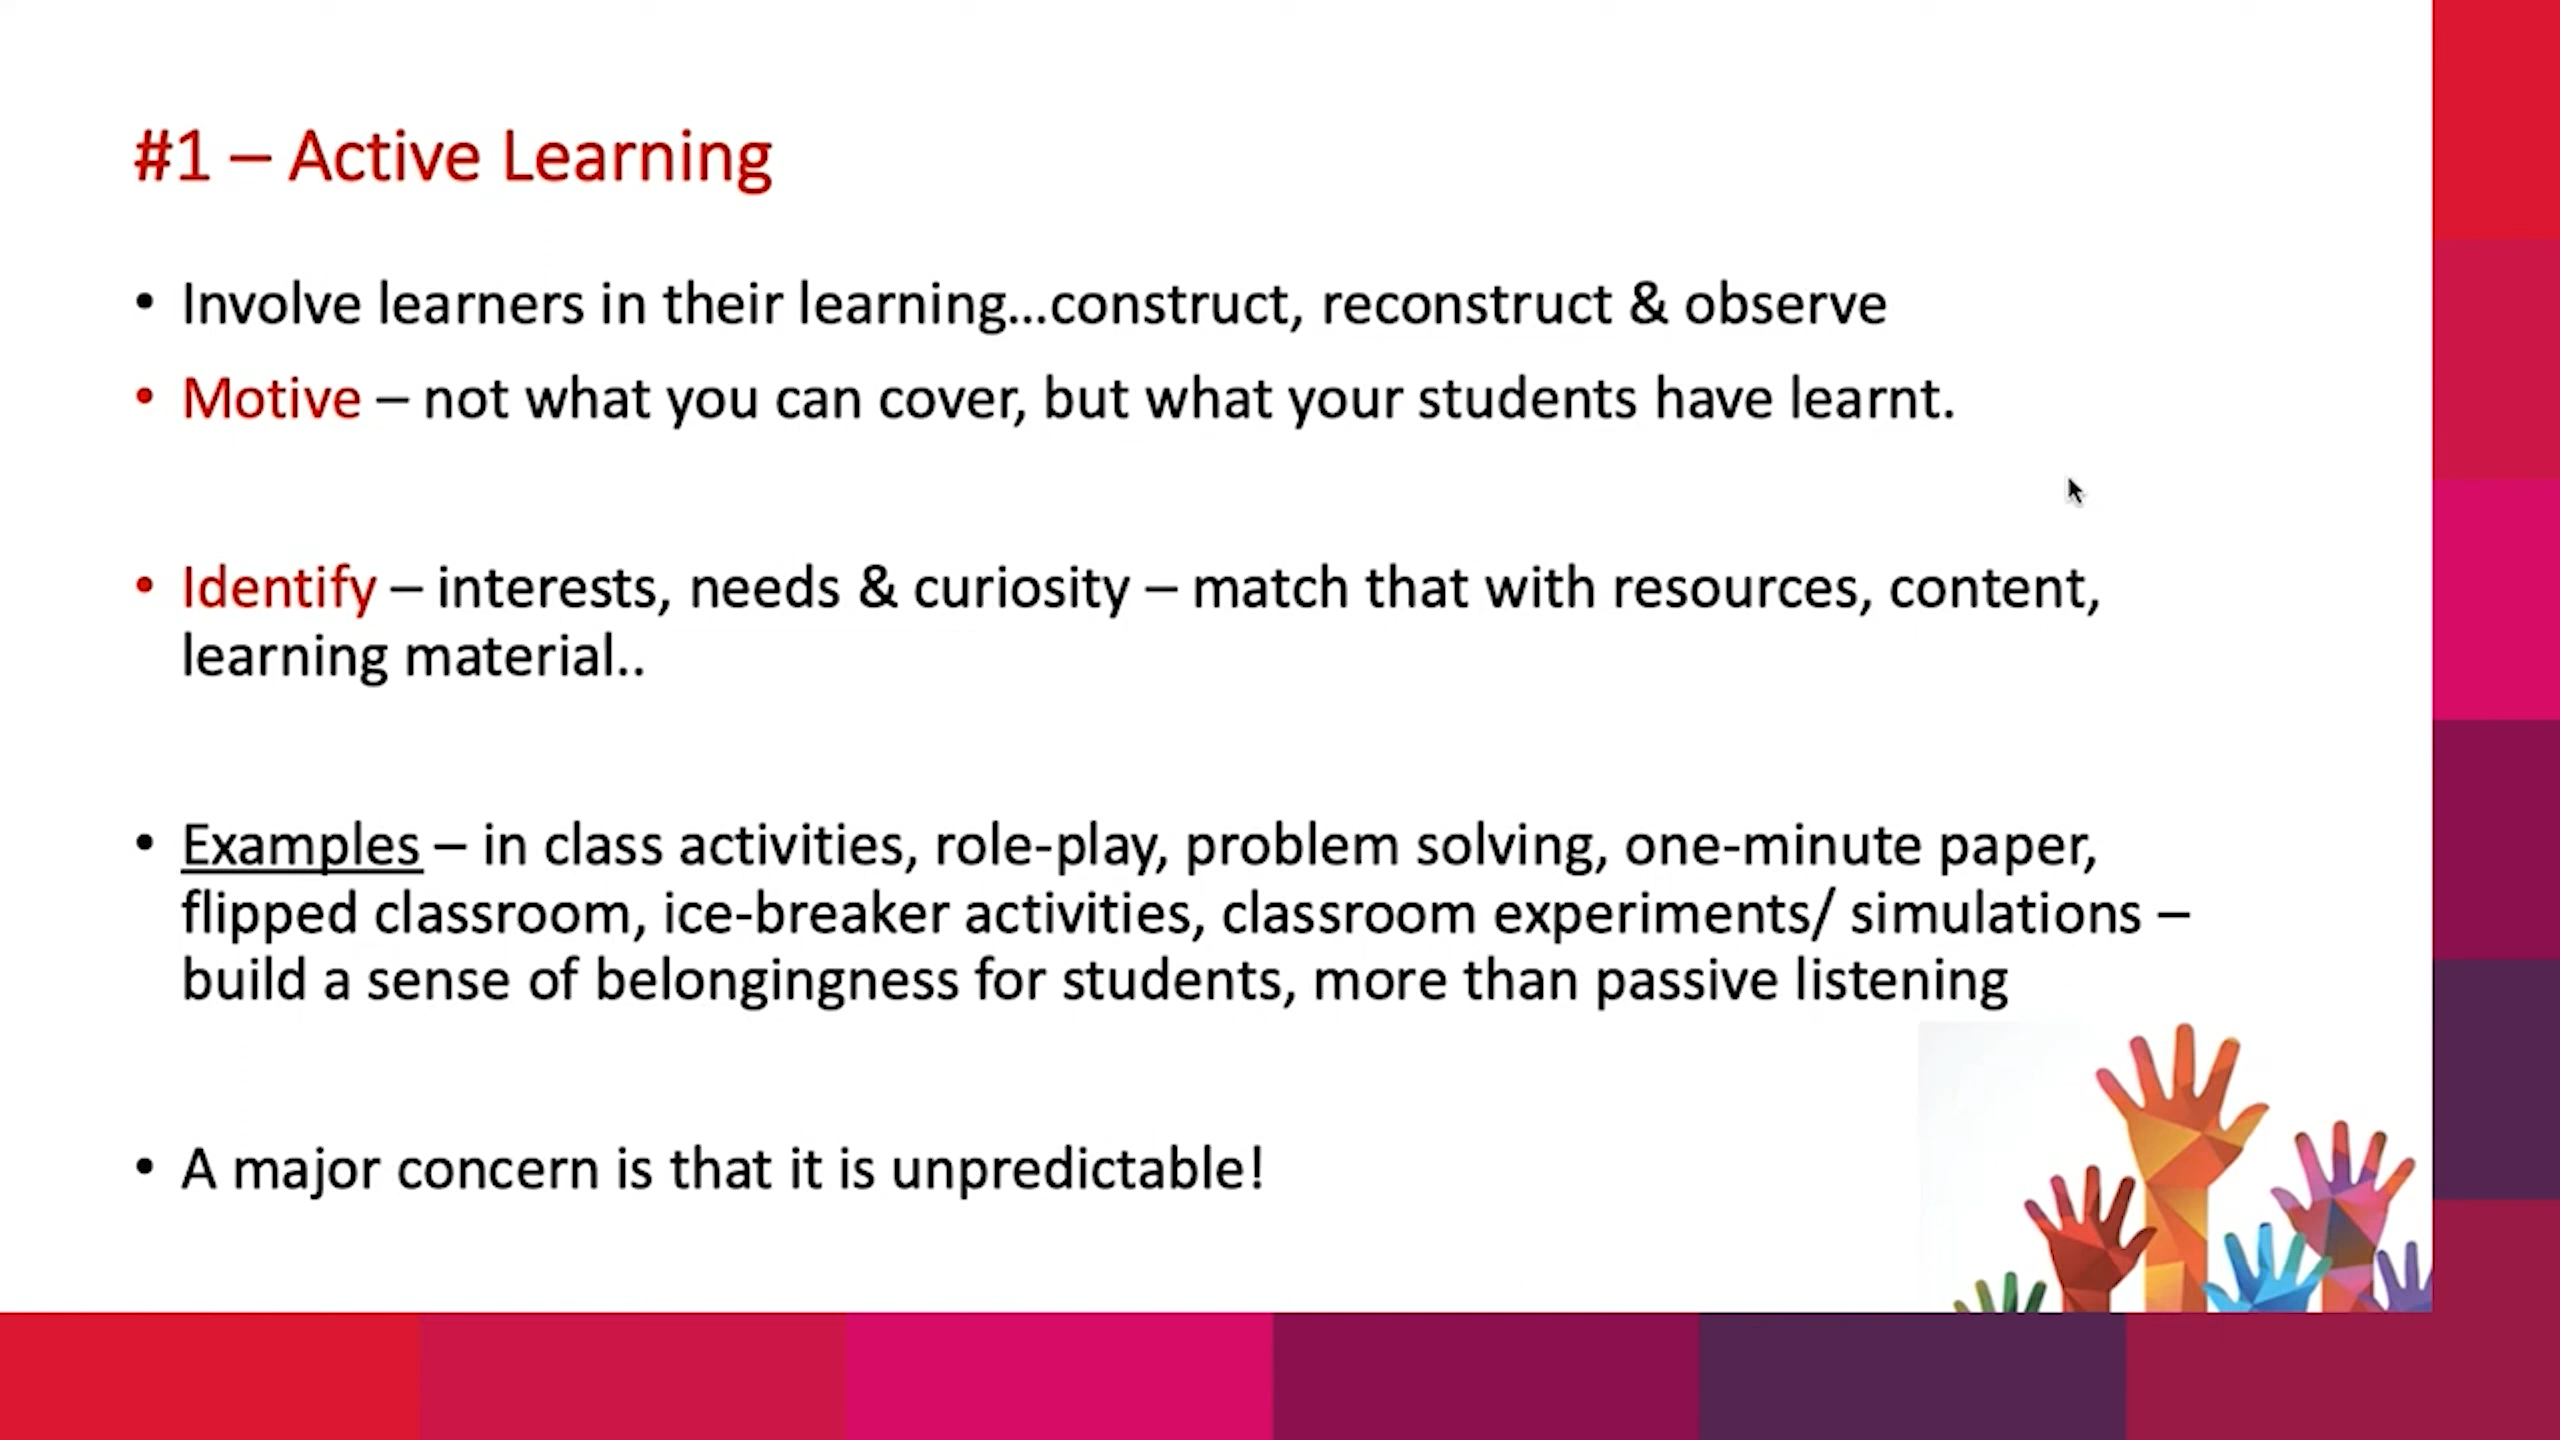 #1 – Active Learning
• Involve learners in their learning...construct, reconstruct & observe
• Motive – not what you can cover, but what your students have learnt.
• Identify – interests, needs & curiosity – match that with resources, content,
learning material..
• Examples – in class activities, role-play, problem solving, one-minute paper,
flipped classroom, ice-breaker activities, classroom experiments/ simulations –
build a sense of belongingness for students, more than passive listening
• A major concern is that it is unpredictable!